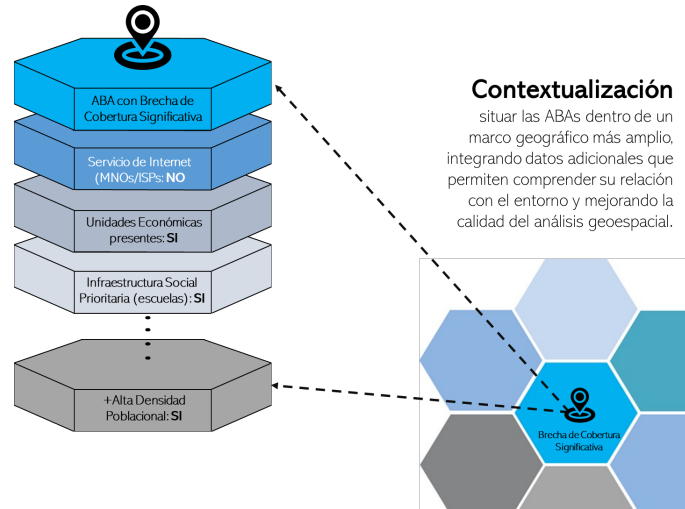 ABA con Brecha de
Cobertura Significativa
Servicio de Internet
(MNOs/ISPs: NO
Unidades Económicas
presentes: SI
Infraestructura Social
Prioritaria (escuelas): SI
+Alta Densidad
Poblacional: SI
Contextualización
situar las ABAs dentro de un
marco geográfico más amplio,
integrando datos adicionales que
permiten comprender su relación
con el entorno y mejorando la
calidad del análisis geoespacial.
Brecha de Cobertura
Significativa